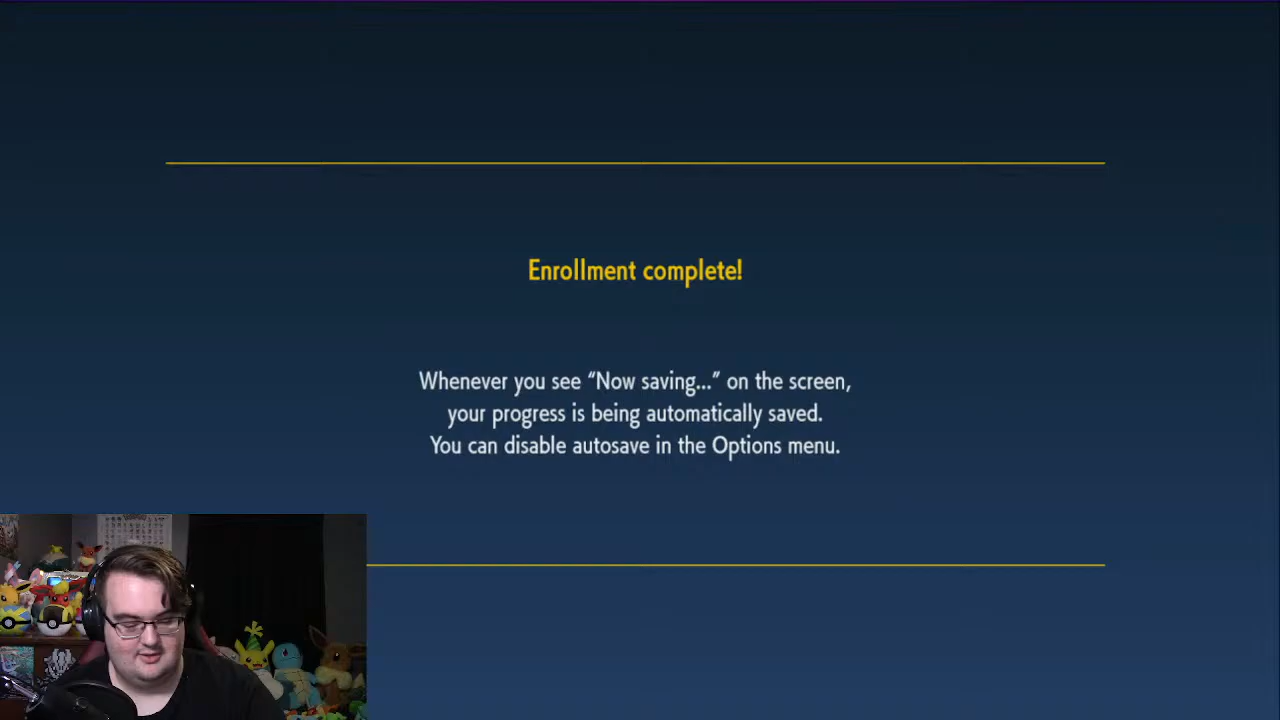 Enrollment complete!
Whenever you see “Now saving...” on the screen,
your progress is being automatically saved.
You can disable autosave in the Options menu.